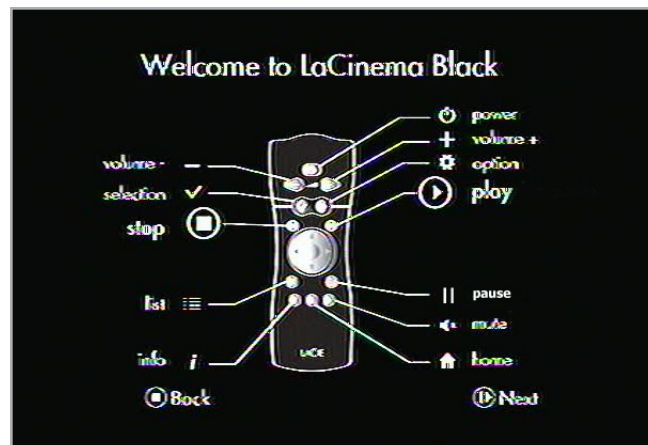 Welcome to LaCinema Black
power
volume - volume +
selection option
stop play
list pause
mute
info home
LACIE
Back Next